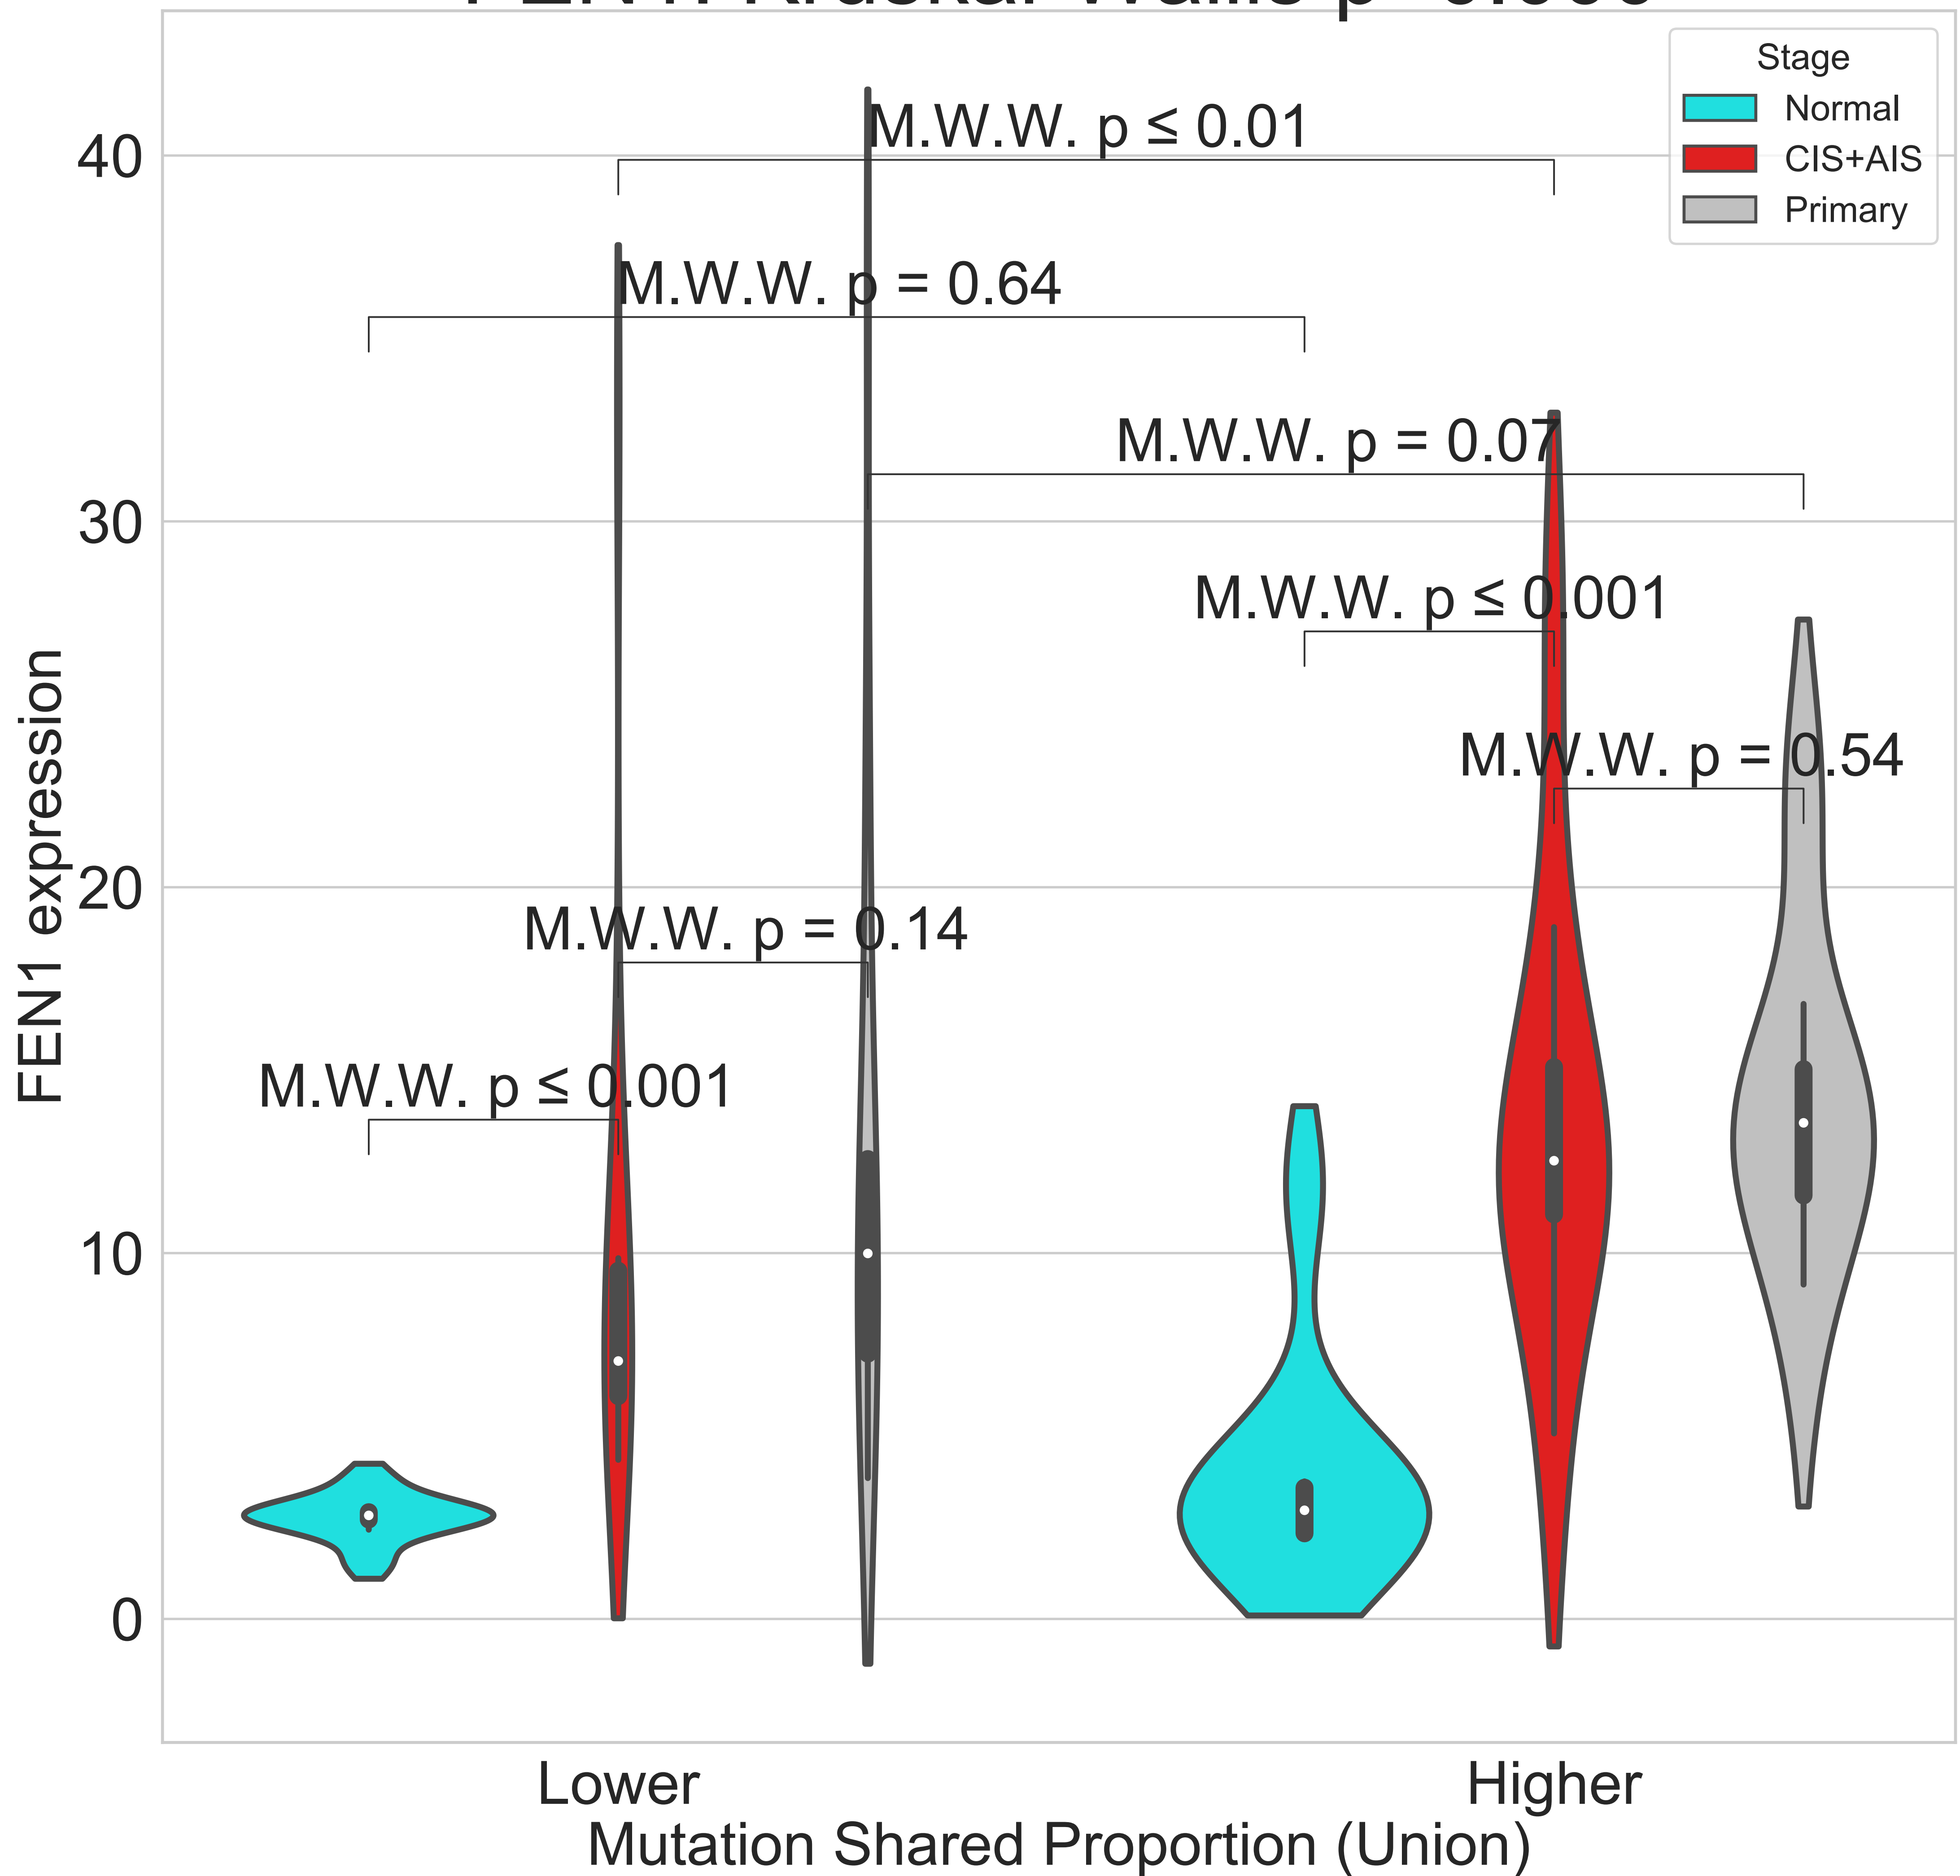 Stage
Normal
CIS+AIS
Primary
M.W.W. p ≤ 0.01
M.W.W. p = 0.64
M.W.W. p = 0.07
M.W.W. p ≤ 0.001
M.W.W. p = 0.54
M.W.W. p = 0.14
M.W.W. p ≤ 0.001
40
30
20
10
0
FEN1 expression
Lower
Higher
Mutation Shared Proportion (Union)